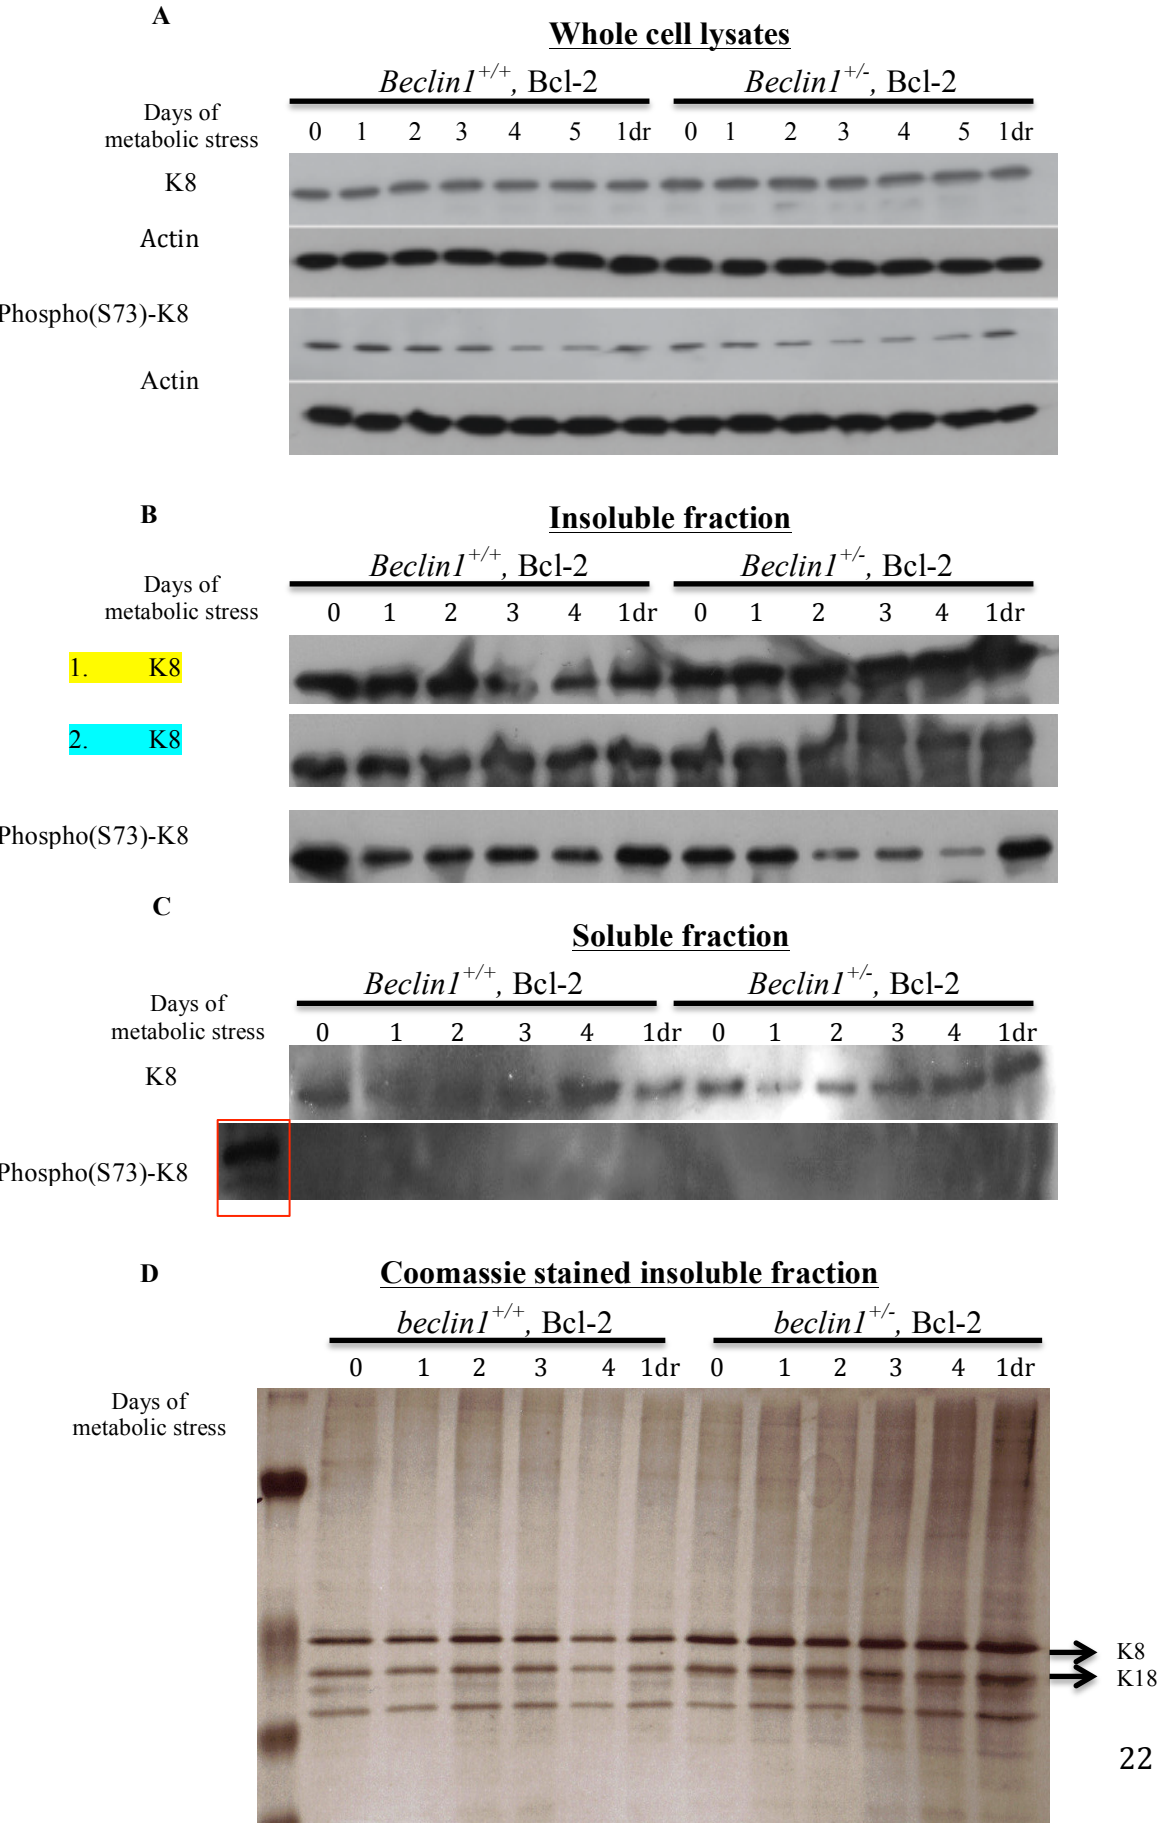 A
Whole cell lysates
Beclin1+/+, Bcl-2 Beclin1+/-, Bcl-2
Days of
metabolic stress
0 1 2 3 4 5 1dr 0 1 2 3 4 5 1dr
K8
Actin
Phospho(S73)-K8
Actin
B
Insoluble fraction
Beclin1+/+, Bcl-2 Beclin1+/-, Bcl-2
Days of
metabolic stress
0 1 2 3 4 1dr 0 1 2 3 4 1dr
1. K8
2. K8
Phospho(S73)-K8
C
Soluble fraction
Beclin1+/+, Bcl-2 Beclin1+/-, Bcl-2
Days of
metabolic stress
0 1 2 3 4 1dr 0 1 2 3 4 1dr
K8
Phospho(S73)-K8
D
Coomassie stained insoluble fraction
beclin1+/+, Bcl-2 beclin1+/-, Bcl-2
0 1 2 3 4 1dr 0 1 2 3 4 1dr
Days of
metabolic stress
K8
K18
22